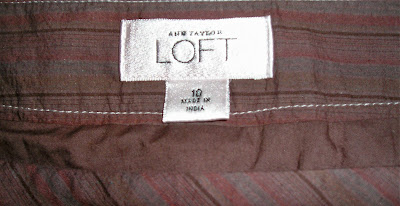 ANN TAYLOR
LOFT
10
MADE IN
INDIA